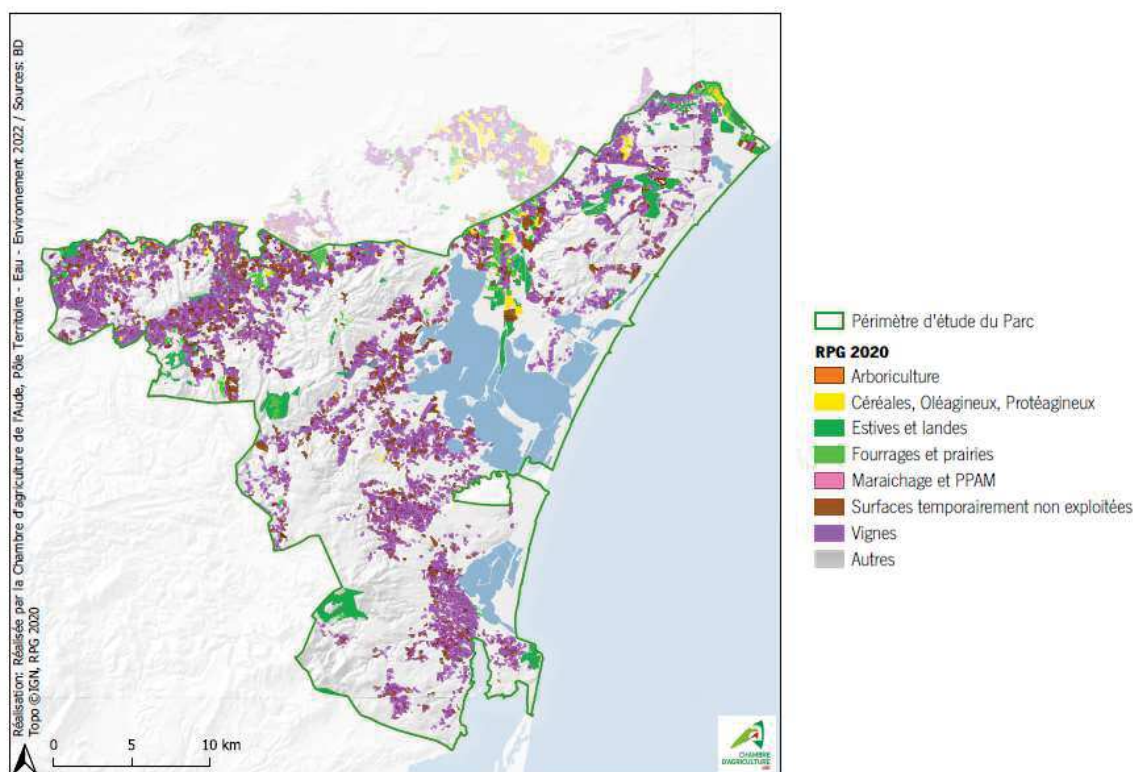 Réalisation: Réalisée par la Chambre d'agriculture de l'Aude, Pôle Territoire - Eau - Environnement 2022 / Sources: BD
Topo ©IGN, RPG 2020
0 5 10 km
CHAMBRE
D'AGRICULTURE
Périmètre d'étude du Parc
RPG 2020
Arboriculture
Céréales, Oléagineux, Protéagineux
Estives et landes
Fourrages et prairies
Maraichage et PPAM
Surfaces temporairement non exploitées
Vignes
Autres